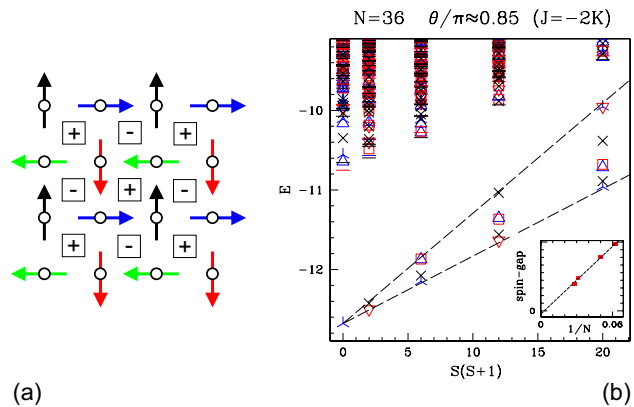 N=36 θ/π≈0.85 (J=-2K)
+ - +
- + -
+ - +
E
-10
-11
-12
0 5 10 15 20
S(S+1)
spin-gap
0
0 0.06
1/N
(a)
(b)